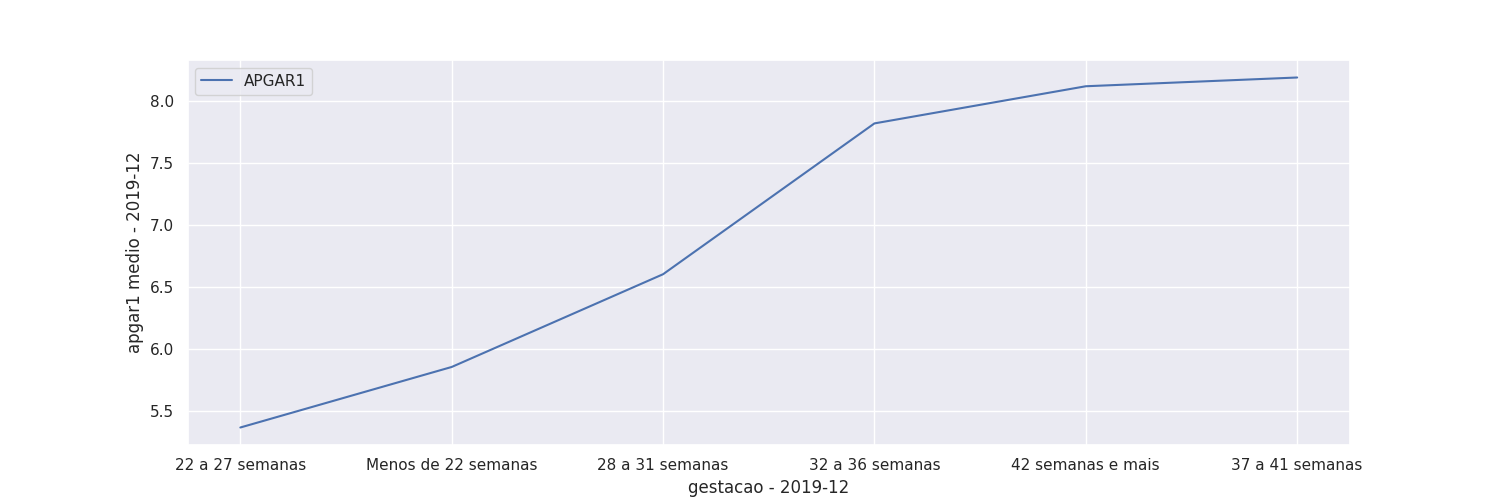 APGAR1
8.0
7.5
7.0
6.5
6.0
5.5
apgar1 medio - 2019-12
22 a 27 semanas
Menos de 22 semanas
28 a 31 semanas
32 a 36 semanas
42 semanas e mais
37 a 41 semanas
gestacao - 2019-12